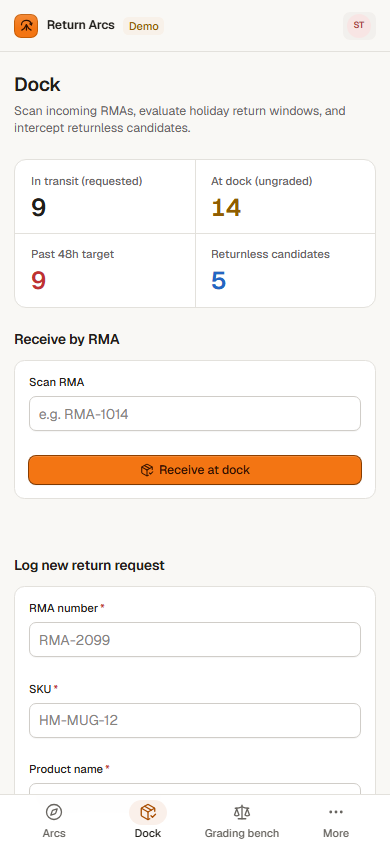 Return Arcs
Demo
ST
Dock
Scan incoming RMAs, evaluate holiday return windows, and
intercept returnless candidates.
In transit (requested)
9
At dock (ungraded)
14
Past 48h target
9
Returnless candidates
5
Receive by RMA
Scan RMA
e.g. RMA-1014
Receive at dock
Log new return request
RMA number *
RMA-2099
SKU *
HM-MUG-12
Product name *
Arcs
Dock
Grading bench
More